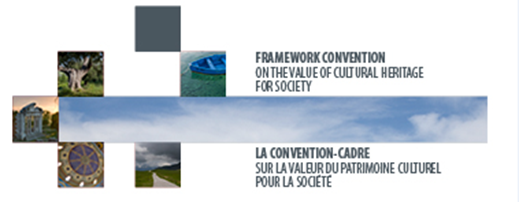 FRAMEWORK CONVENTION
ON THE VALUE OF CULTURAL HERITAGE
FOR SOCIETY
LA CONVENTION-CADRE
SUR LA VALEUR DU PATRIMOINE CULTUREL
POUR LA SOCIÉTÉ